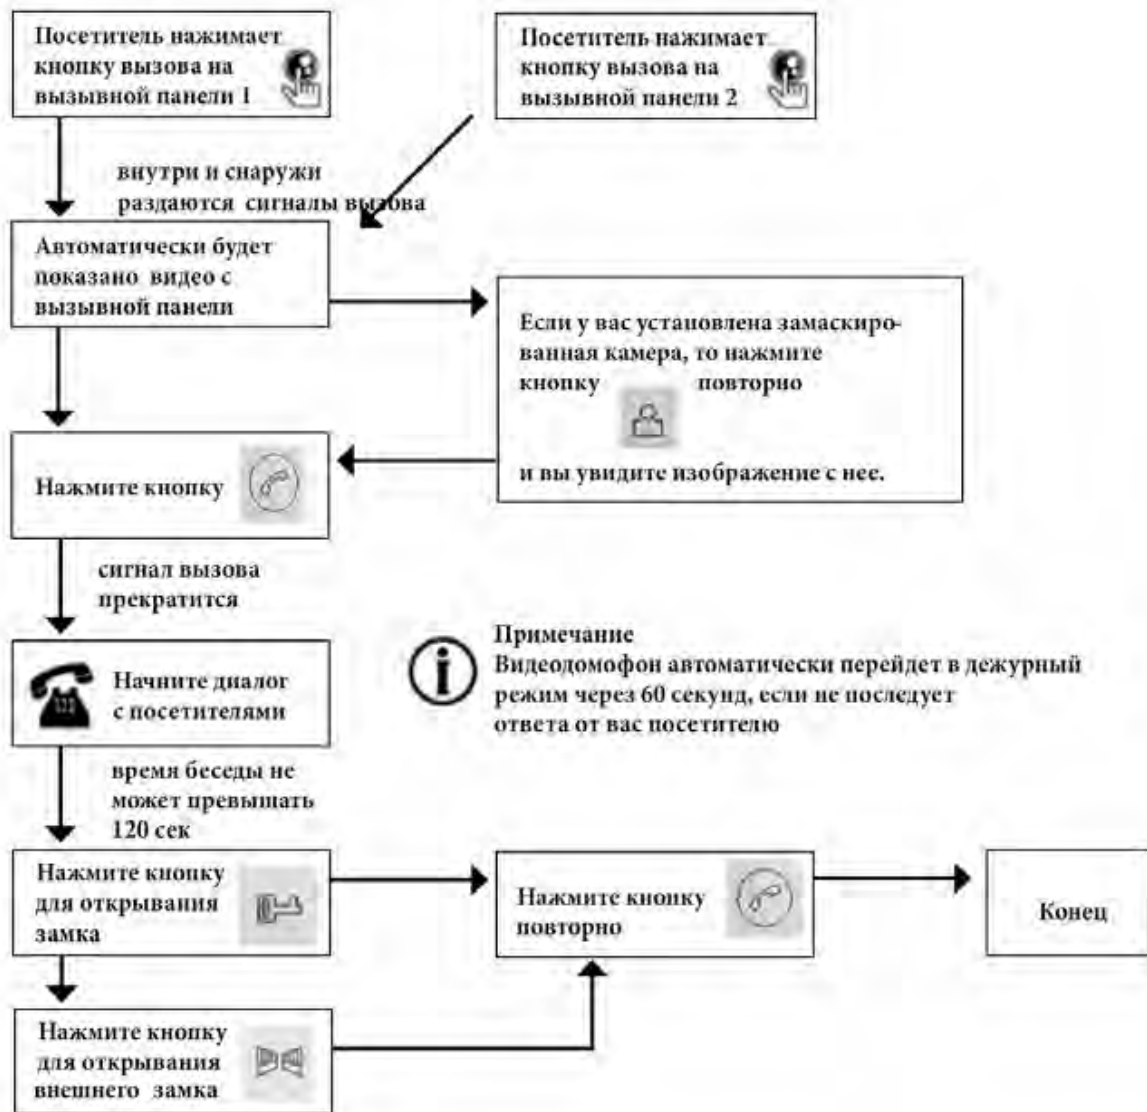 Посетитель нажимает
кнопку вызова на
вызывной панели 1
Посетитель нажимает
кнопку вызова на
вызывной панели 2
внутри и снаружи
раздаются сигналы вызова
Автоматически будет
показано видео с
вызывной панели
Если у вас установлена замаскиро-
ванная камера, то нажмите
кнопку повторно
и вы увидите изображение с нее.
Нажмите кнопку
сигнал вызова
прекратится
Начните диалог
с посетителями
Примечание
Видеодомофон автоматически перейдет в дежурный
режим через 60 секунд, если не последует
ответа от вас посетителю
время беседы не
может превышать
120 сек
Нажмите кнопку
для открывания
замка
Нажмите кнопку
повторно
Конец
Нажмите кнопку
для открывания
внешнего замка